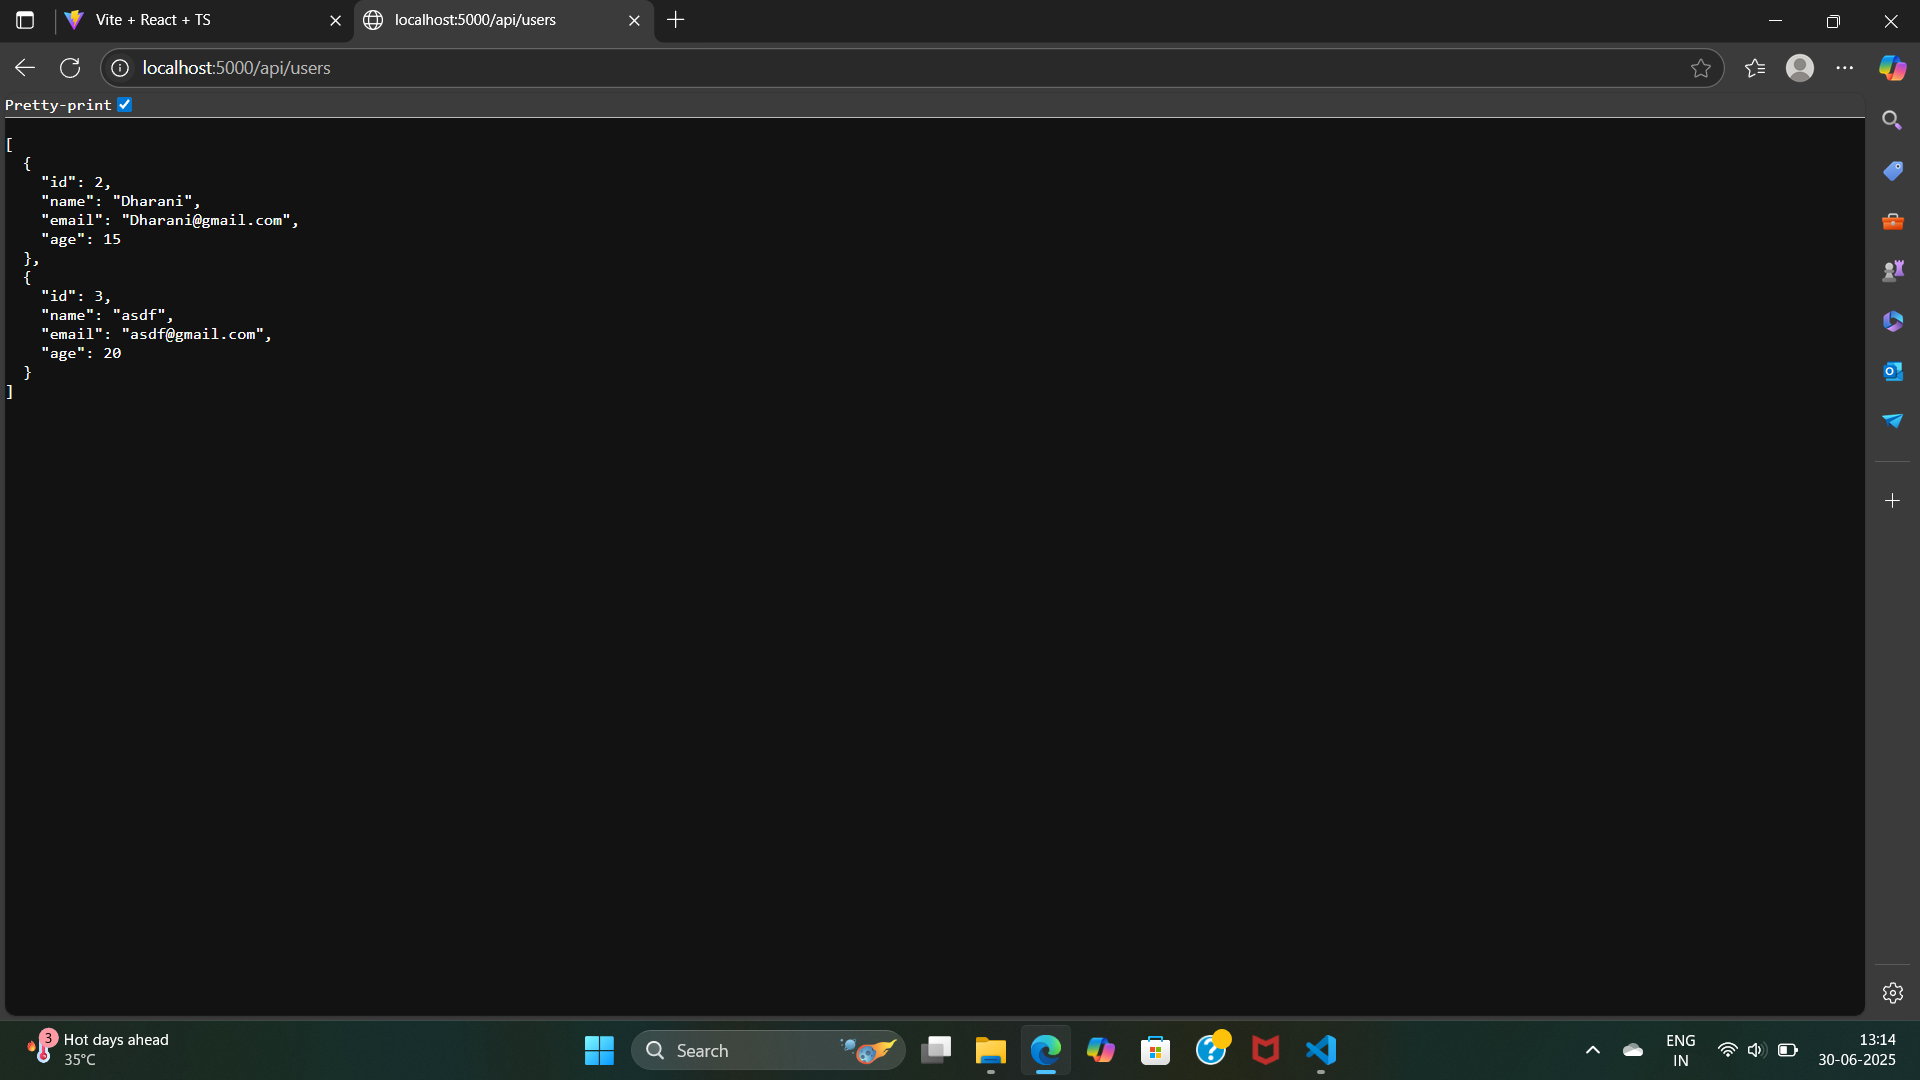 Vite + React + TS
localhost:5000/api/users
localhost:5000/api/users
Pretty-print
[
  {
    "id": 2,
    "name": "Dharani",
    "email": "Dharani@gmail.com",
    "age": 15
  },
  {
    "id": 3,
    "name": "asdf",
    "email": "asdf@gmail.com",
    "age": 20
  }
]
3
Hot days ahead
35°C
Search
ENG
IN
13:14
30-06-2025